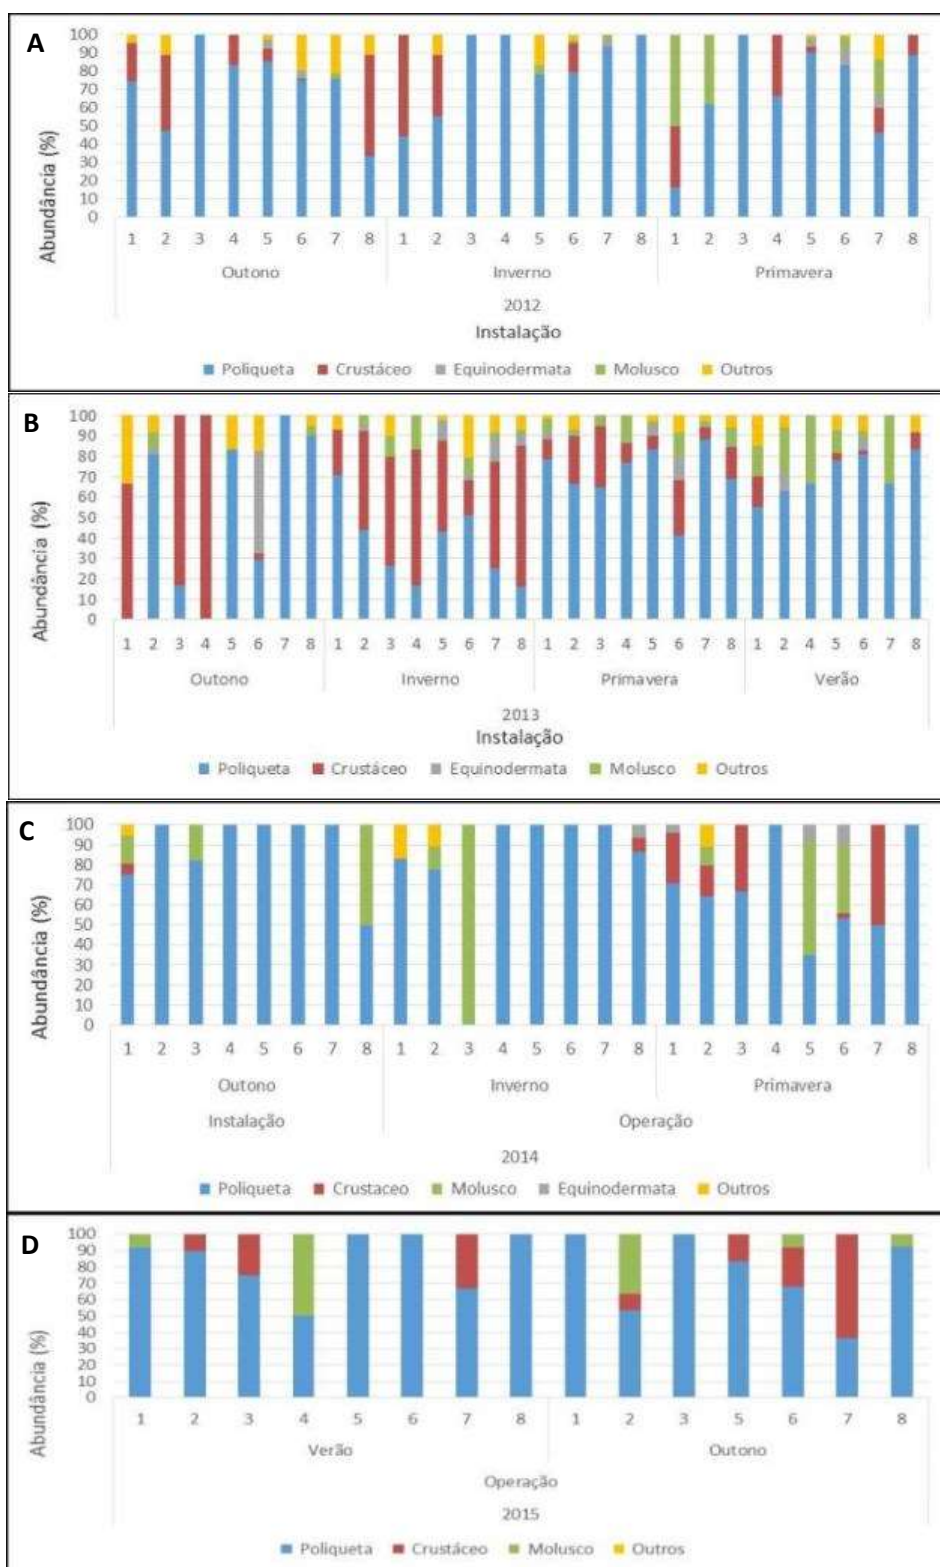 A
Abundância (%)
100
90
80
70
60
50
40
30
20
10
0
1 2 3 4 5 6 7 8 1 2 3 4 5 6 7 8 1 2 3 4 5 6 7 8
Outono Inverno Primavera
2012
Instalação
Poliqueta Crustáceo Equinodermata Molusco Outros
B
Abundância (%)
100
90
80
70
60
50
40
30
20
10
0
1 2 3 4 5 6 7 8 1 2 3 4 5 6 7 8 1 2 3 4 5 6 7 8 1 2 4 5 6 7 8
Outono Inverno Primavera Verão
2013
Instalação
Poliqueta Crustáceo Equinodermata Molusco Outros
C
Abundância (%)
100
90
80
70
60
50
40
30
20
10
0
1 2 3 4 5 6 7 8 1 2 3 4 5 6 7 8 1 2 3 4 5 6 7 8
Outono Inverno Primavera
Instalação Operação
2014
Poliqueta Crustaceo Molusco Equinodermata Outros
D
Abundância (%)
100
90
80
70
60
50
40
30
20
10
0
1 2 3 4 5 6 7 8 1 2 3 5 6 7 8
Verão Outono
Operação
2015
Poliqueta Crustáceo Molusco Outros